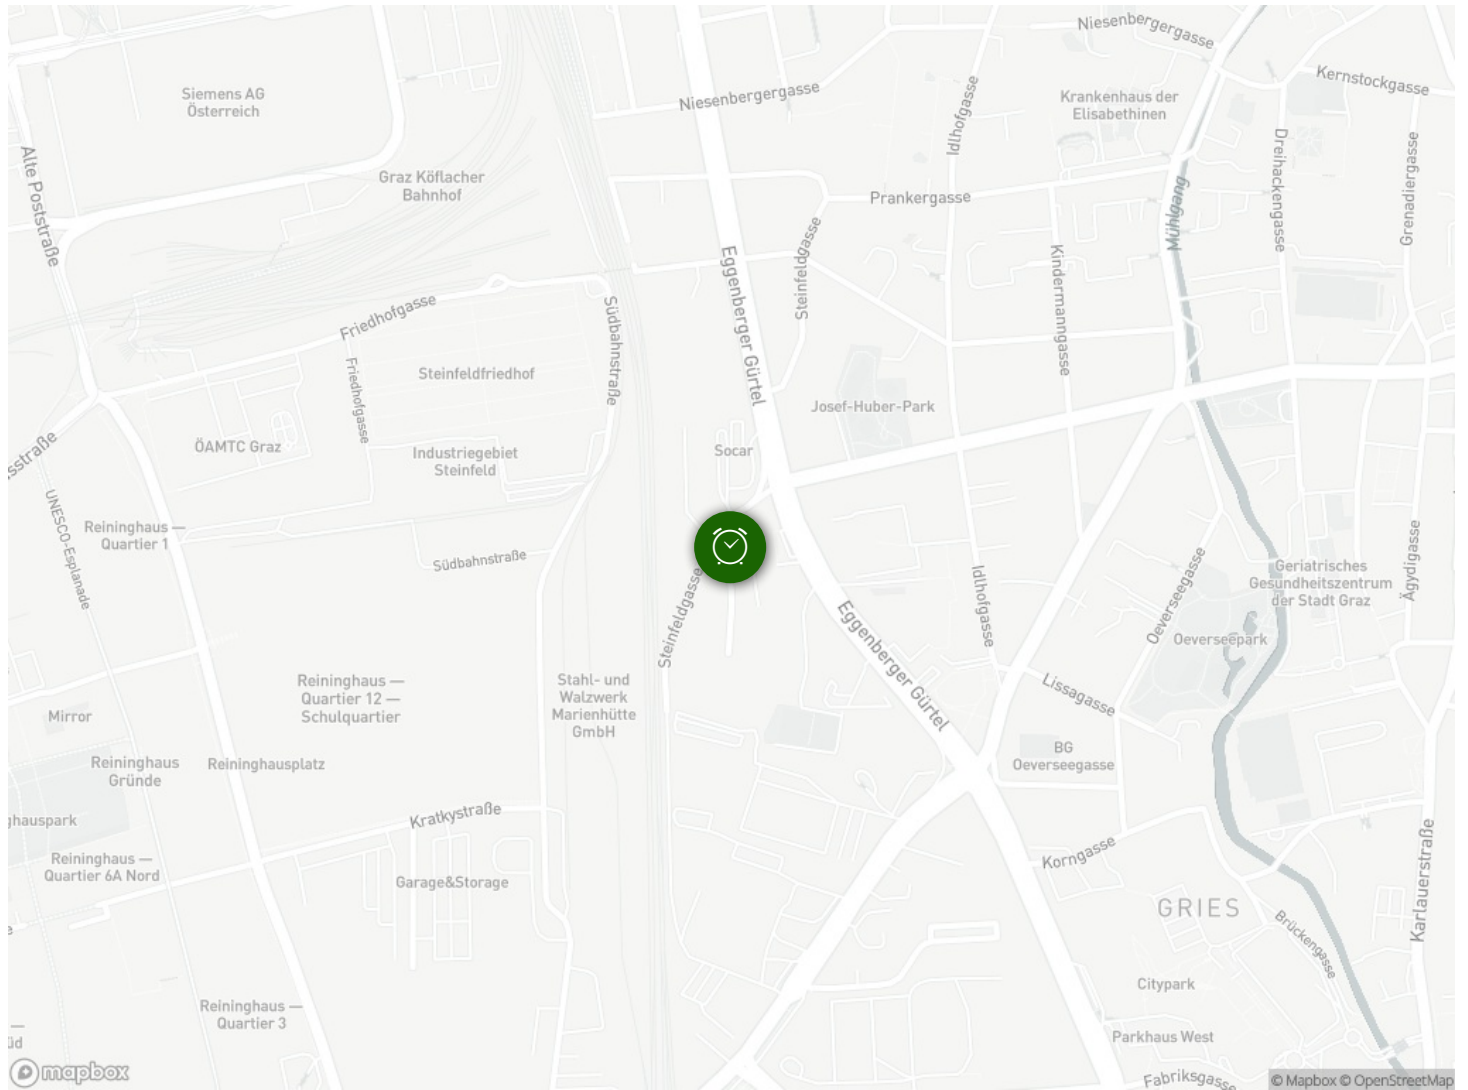 Niesenbergergasse
Kernstockgasse
Siemens AG
Österreich
Niesenbergergasse
Krankenhaus der
Elisabethinen
Idlhofgasse
Dreihackengasse
Grenadiergasse
Alte Poststraße
Graz Köflacher
Bahnhof
Prankergasse
Mühlgang
Steinfeldgasse
Kindermanngasse
Eggenberger Gürtel
Friedhofgasse
Südbahnstraße
Friedhofgasse
Steinfeldfriedhof
Josef-Huber-Park
ÖAMTC Graz
Industriegebiet
Steinfeld
Socar
sstraße
UNESCO-Esplanade
Reininghaus —
Quartier 1
Südbahnstraße
Steinfeldgasse
Idlhofgasse
Oeverseegasse
Geriatrisches
Gesundheitszentrum
der Stadt Graz
Ägydigasse
Oeverseepark
Eggenberger Gürtel
Lissagasse
Reininghaus —
Quartier 12 —
Schulquartier
Stahl- und
Walzwerk
Marienhütte
GmbH
Mirror
Reininghaus
Gründe
Reininghausplatz
BG
Oeverseegasse
ghauspark
Kratkystraße
Korngasse
Karlauerstraße
Reininghaus —
Quartier 6A Nord
Garage&Storage
GRIES
Brückengasse
Citypark
Reininghaus —
Quartier 3
Parkhaus West
Fabriksgasse
mapbox
© Mapbox © OpenStreetMap